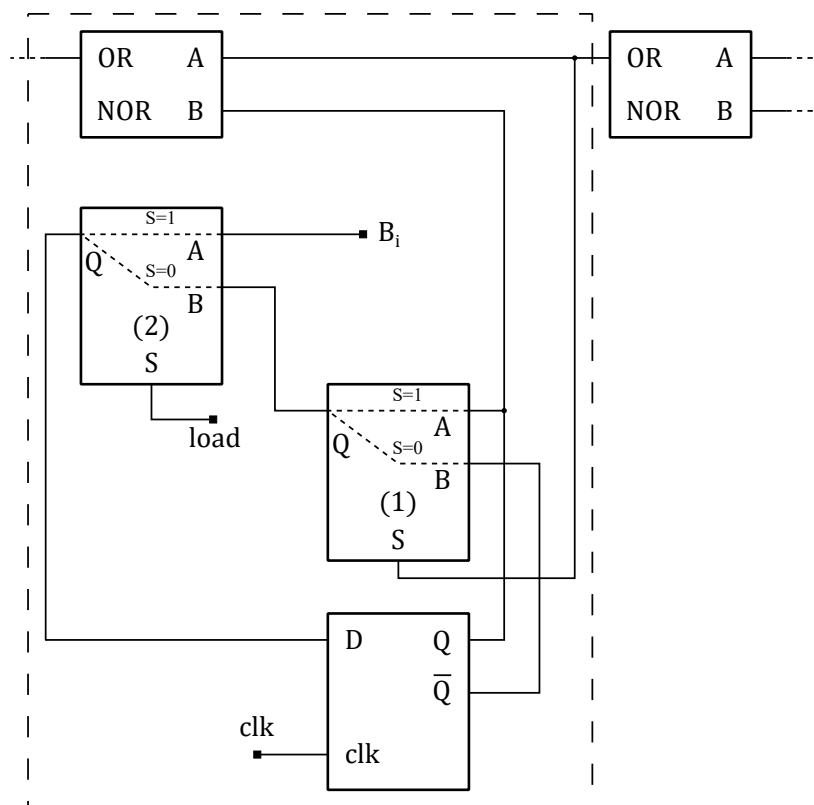 OR A
NOR B
OR A
NOR B
S=1
A
Q
S=0
B
(2)
S
B_i
load
S=1
A
Q
S=0
B
(1)
S
D Q
Q̅
clk
clk